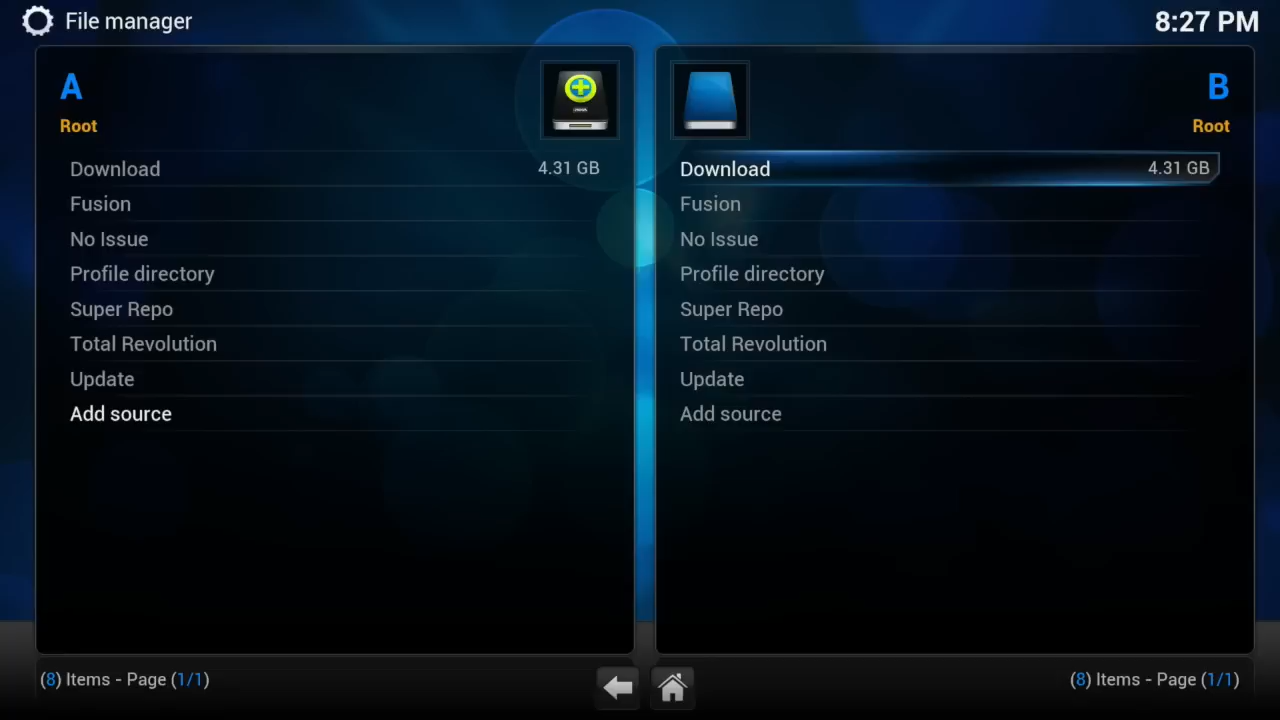 File manager
8:27 PM
A
Root
Download 4.31 GB
Fusion
No Issue
Profile directory
Super Repo
Total Revolution
Update
Add source
(8) Items - Page (1/1)
B
Root
Download 4.31 GB
Fusion
No Issue
Profile directory
Super Repo
Total Revolution
Update
Add source
(8) Items - Page (1/1)